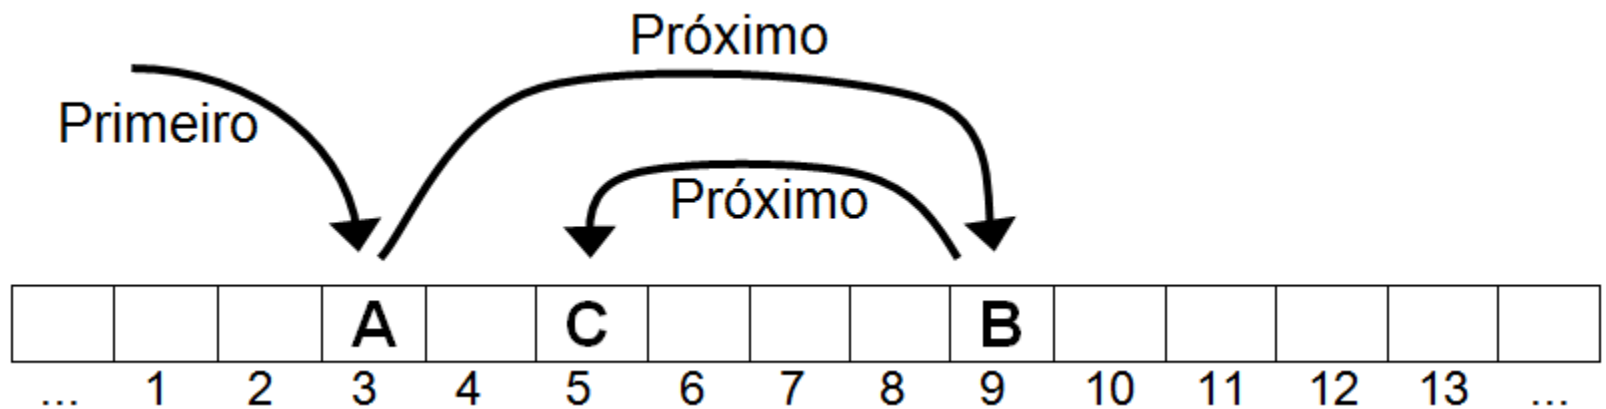 Próximo
Primeiro
Próximo
A C B
... 1 2 3 4 5 6 7 8 9 10 11 12 13 ...